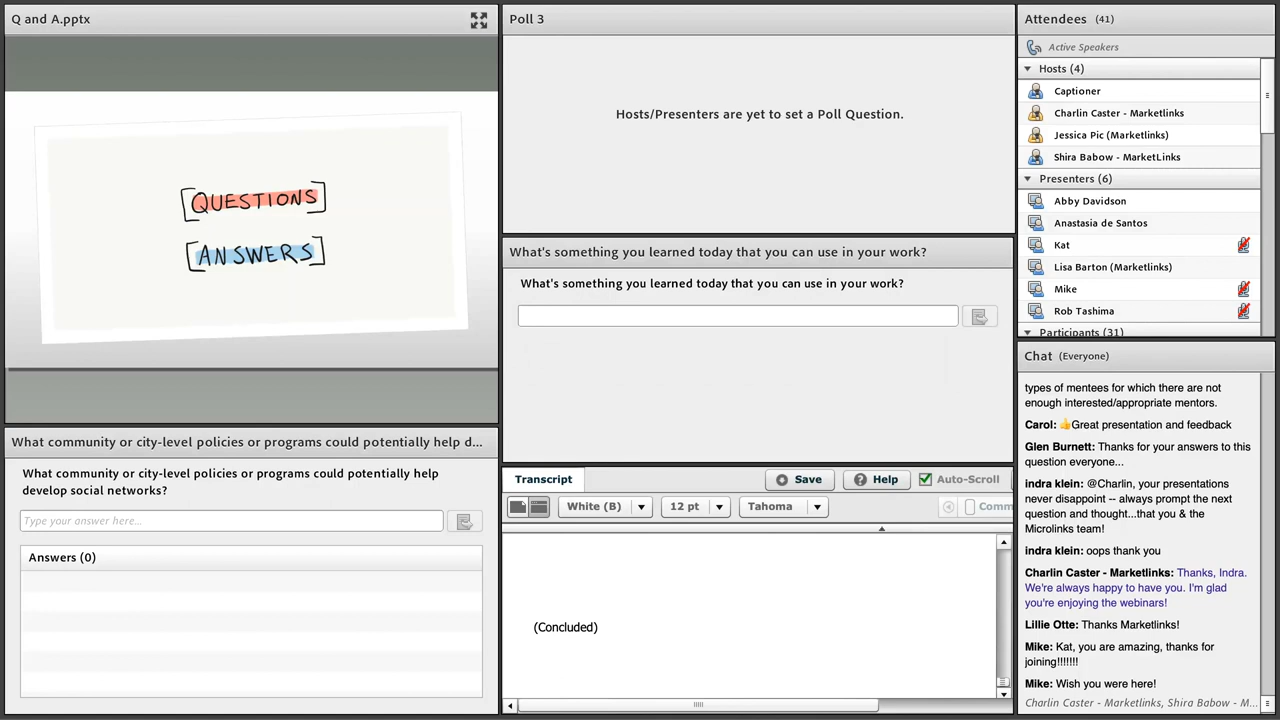 Q and A.pptx
[QUESTIONS]
[ANSWERS]
What community or city-level policies or programs could potentially help d...
What community or city-level policies or programs could potentially help
develop social networks?
Type your answer here...
Answers (0)
Poll 3
Hosts/Presenters are yet to set a Poll Question.
What's something you learned today that you can use in your work?
What's something you learned today that you can use in your work?
Transcript
Save
Help
Auto-Scroll
White (B)
12 pt
Tahoma
Comm
(Concluded)
Attendees (41)
Active Speakers
Hosts (4)
Captioner
Charlin Caster - Marketlinks
Jessica Pic (Marketlinks)
Shira Babow - MarketLinks
Presenters (6)
Abby Davidson
Anastasia de Santos
Kat
Lisa Barton (Marketlinks)
Mike
Rob Tashima
Participants (31)
Chat (Everyone)
types of mentees for which there are not
enough interested/appropriate mentors.
Carol: 👍Great presentation and feedback
Glen Burnett: Thanks for your answers to this
question everyone...
indra klein: @Charlin, your presentations
never disappoint -- always prompt the next
question and thought...that you & the
Microlinks team!
indra klein: oops thank you
Charlin Caster - Marketlinks: Thanks, Indra.
We're always happy to have you. I'm glad
you're enjoying the webinars!
Lillie Otte: Thanks Marketlinks!
Mike: Kat, you are amazing, thanks for
joining!!!!!!!
Mike: Wish you were here!
Charlin Caster - Marketlinks, Shira Babow - M...